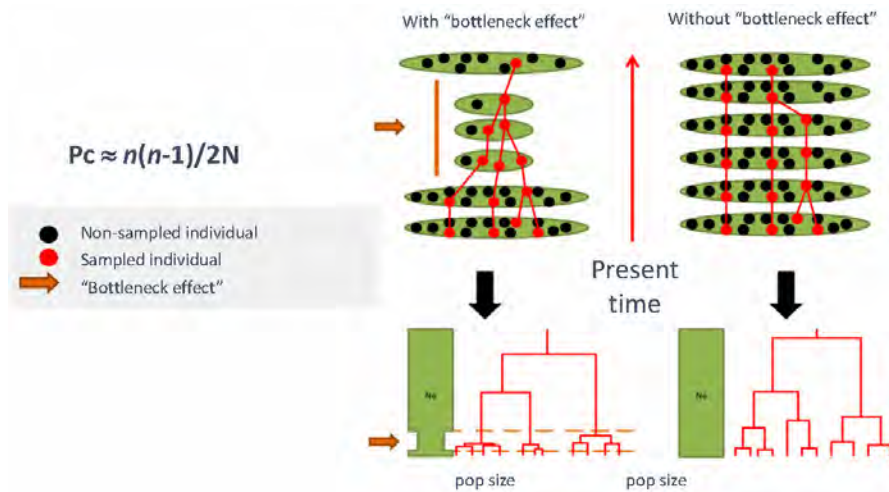 With “bottleneck effect”
Without “bottleneck effect”
Pc ≈ n(n-1)/2N
Non-sampled individual
Sampled individual
“Bottleneck effect”
Present
time
Ne
Ne
pop size
pop size